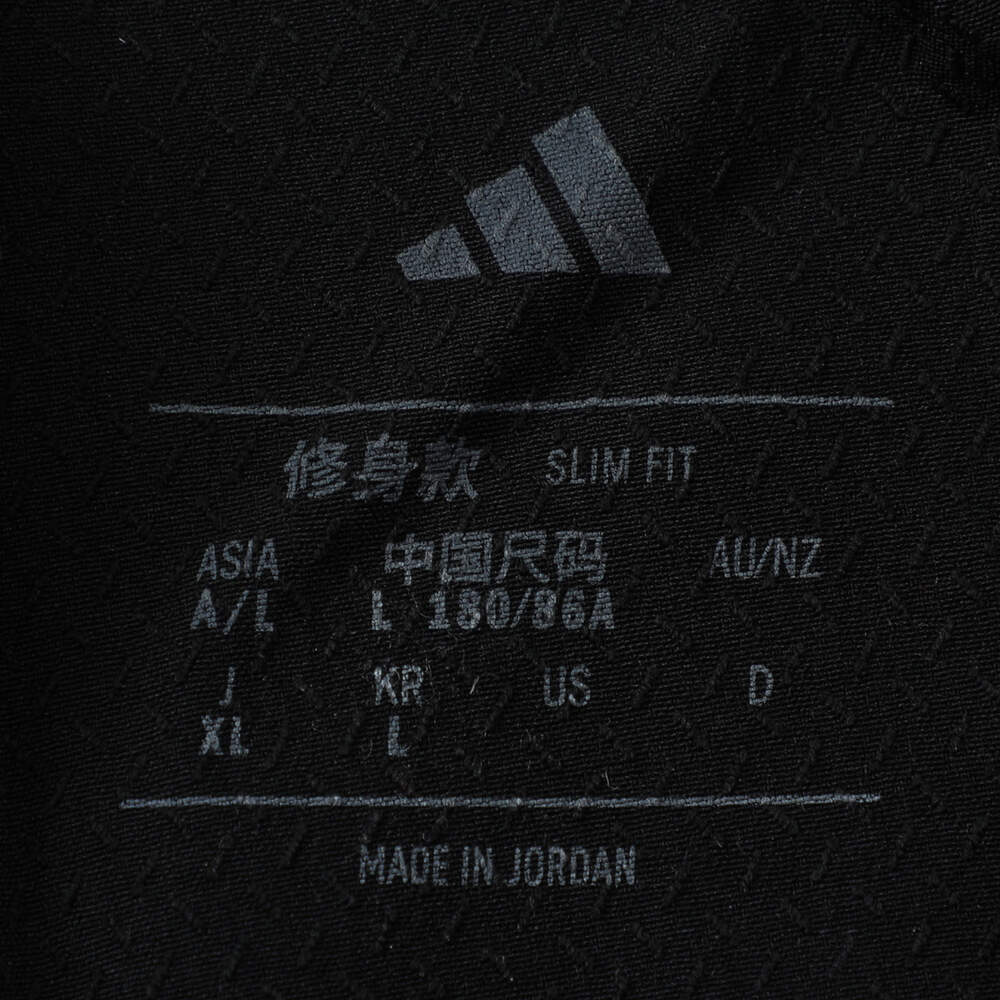 修身款 SLIM FIT
ASIA 中国尺码 AU/NZ
A/L L 180/86A
J KR US D
XL L
MADE IN JORDAN